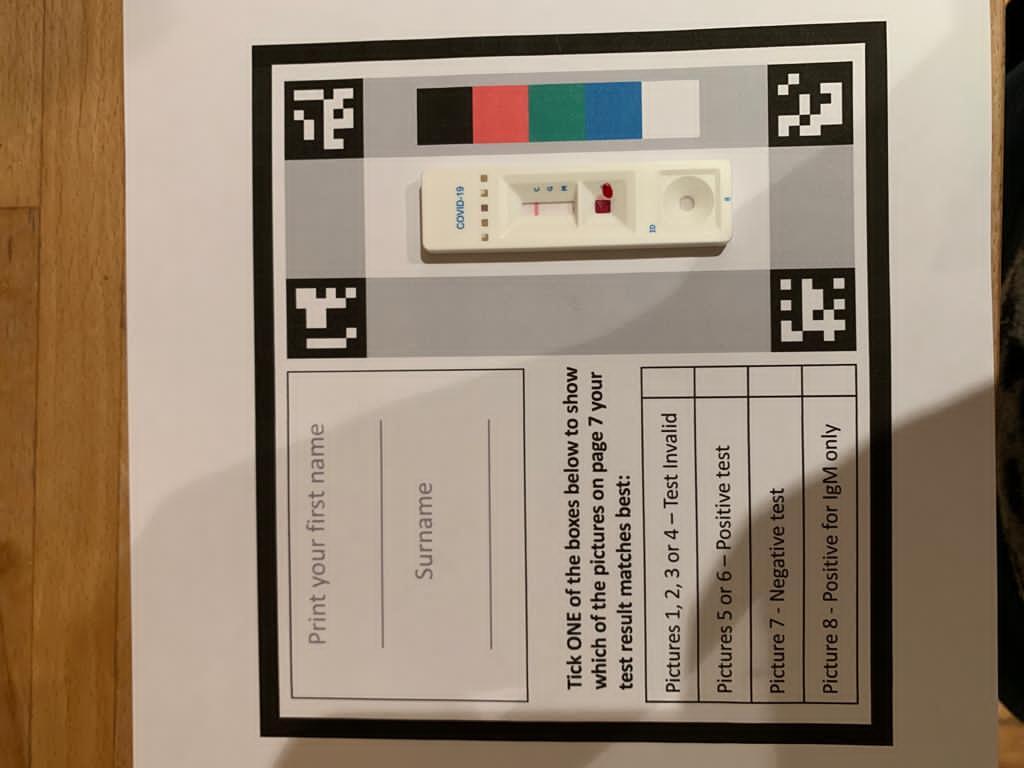 COVID-19
C
G
M
ID
Print your first name
Surname
Tick ONE of the boxes below to show
which of the pictures on page 7 your
test result matches best:
Pictures 1, 2, 3 or 4 – Test Invalid
Pictures 5 or 6 – Positive test
Picture 7 - Negative test
Picture 8 - Positive for IgM only